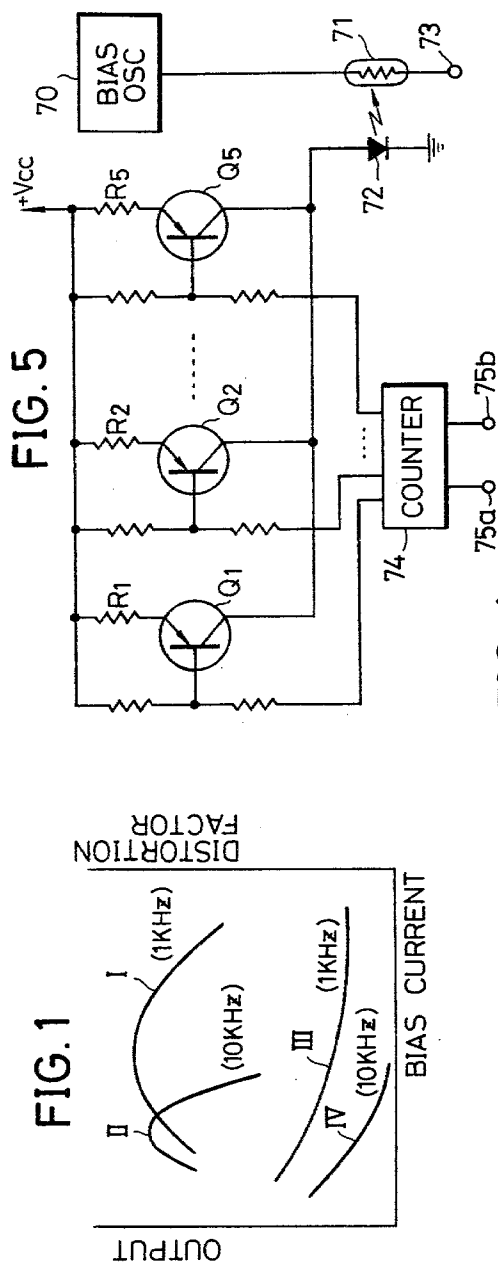 FIG. 1
OUTPUT
DISTORTION
FACTOR
I
(1KHz)
II
(10KHz)
III
(1KHz)
IV
(10KHz)
BIAS CURRENT
FIG. 5
+Vcc
R1
R2
R5
Q1
Q2
Q5
70
BIAS
OSC
71
72
73
74
COUNTER
75a
75b